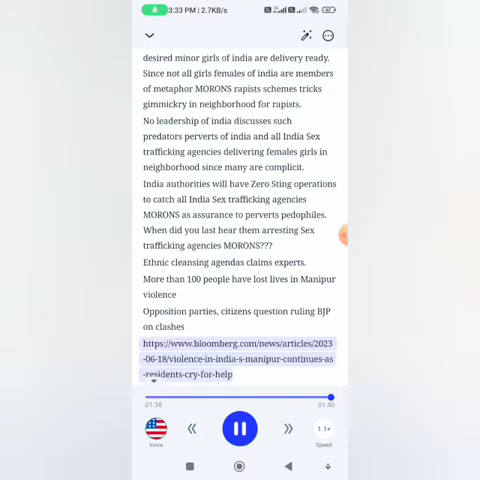 3:33 PM | 2.7KB/s
67
desired minor girls of india are delivery ready.
Since not all girls females of india are members
of metaphor MORONS rapists schemes tricks
gimmickry in neighborhood for rapists.
No leadership of india discusses such
predators perverts of india and all India Sex
trafficking agencies delivering females girls in
neighborhood since many are complicit.
India authorities will have Zero Sting operations
to catch all India Sex trafficking agencies
MORONS as assurance to perverts pedophiles.
When did you last hear them arresting Sex
trafficking agencies MORONS???
Ethnic cleansing agendas claims experts.
More than 100 people have lost lives in Manipur
violence
Opposition parties, citizens question ruling BJP
on clashes
https://www.bloomberg.com/news/articles/2023
-06-18/violence-in-india-s-manipur-continues-as
-residents-cry-for-help
01:38 01:40
1.1×
Voice Speed